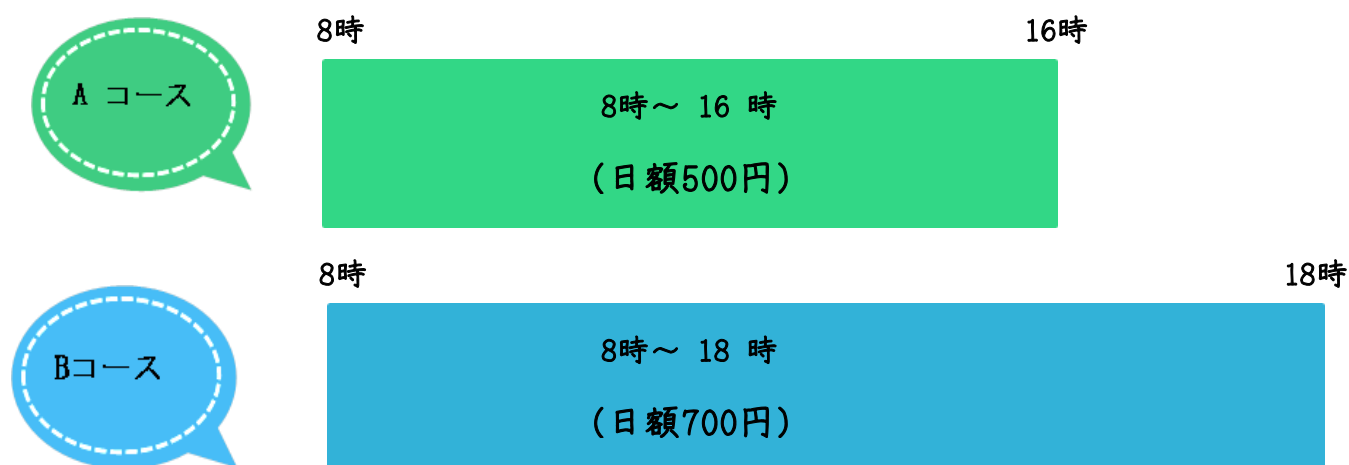 8時 16時
A コース
8時～ 16 時
(日額500円)
8時 18時
Bコース
8時～ 18 時
(日額700円)